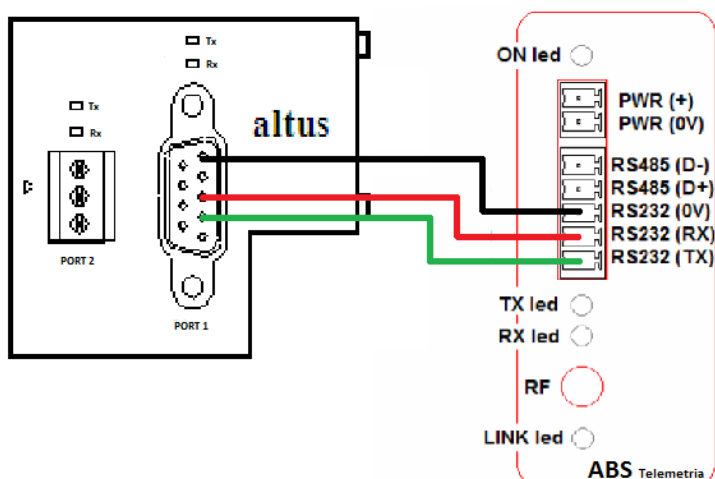 Tx
Rx
Tx
Rx
altus
PORT 2
PORT 1
ON led
PWR (+)
PWR (0V)
RS485 (D-)
RS485 (D+)
RS232 (0V)
RS232 (RX)
RS232 (TX)
TX led
RX led
RF
LINK led
ABS Telemetria